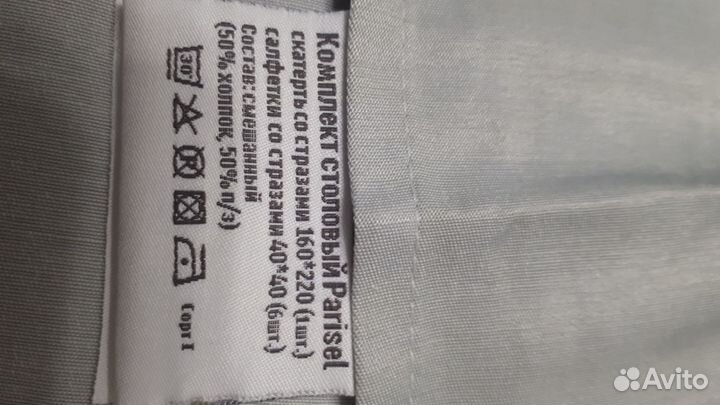 Комплект столовый Parisel
скатерть со стразами 160*220 (1шт.)
салфетки со стразами 40*40 (6шт.)
Состав:смешанный
(50% хлопок, 50% п/э)
30°
Сорт I
Avito